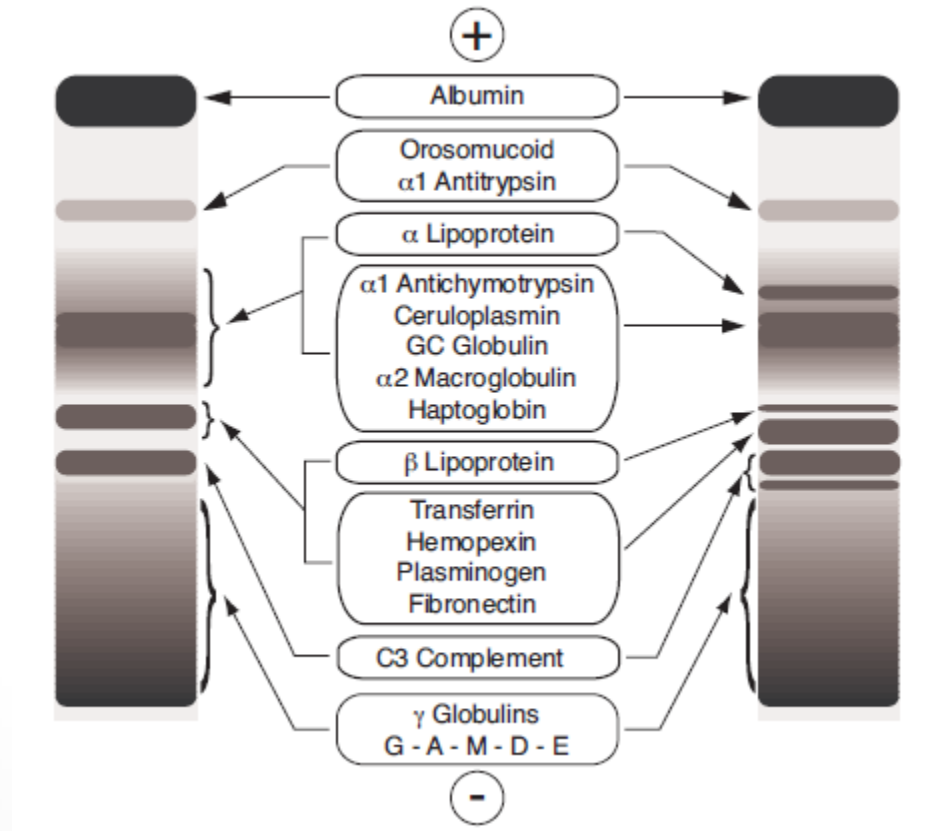 +
Albumin
Orosomucoid
α1 Antitrypsin
α Lipoprotein
α1 Antichymotrypsin
Ceruloplasmin
GC Globulin
α2 Macroglobulin
Haptoglobin
β Lipoprotein
Transferrin
Hemopexin
Plasminogen
Fibronectin
C3 Complement
γ Globulins
G - A - M - D - E
-